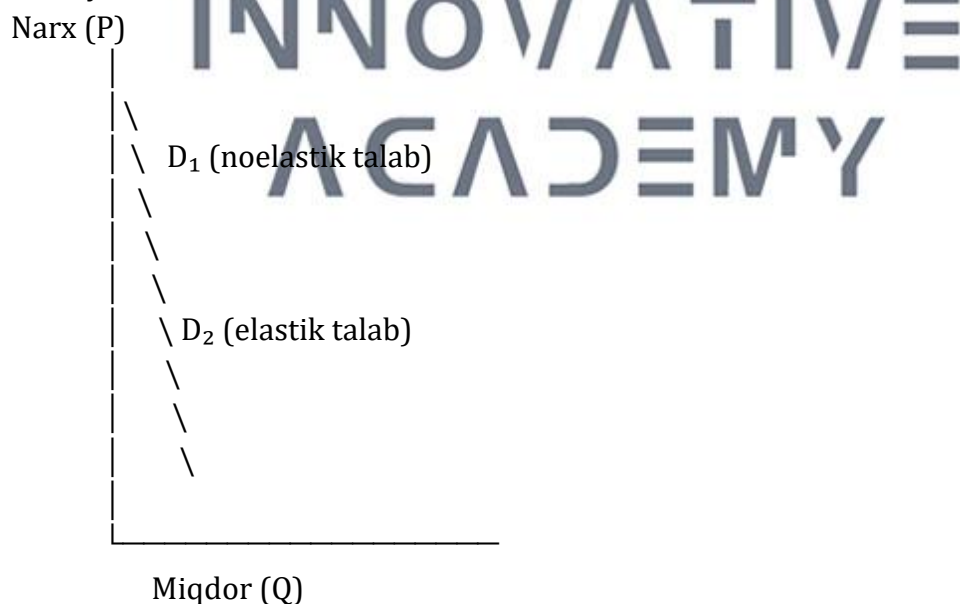 INNOVATIVE
ACADEMY
Narx (P)
D₁ (noelastik talab)
D₂ (elastik talab)
Miqdor (Q)